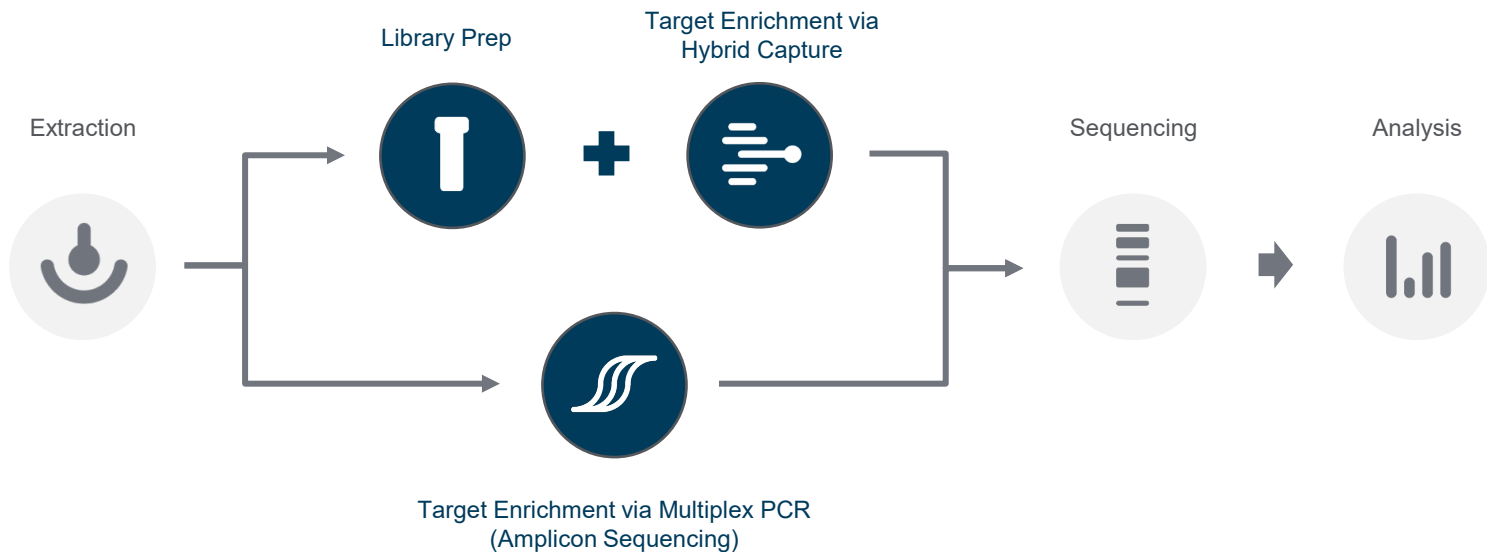 Extraction
Library Prep
Target Enrichment via
Hybrid Capture
Target Enrichment via Multiplex PCR
(Amplicon Sequencing)
Sequencing
Analysis